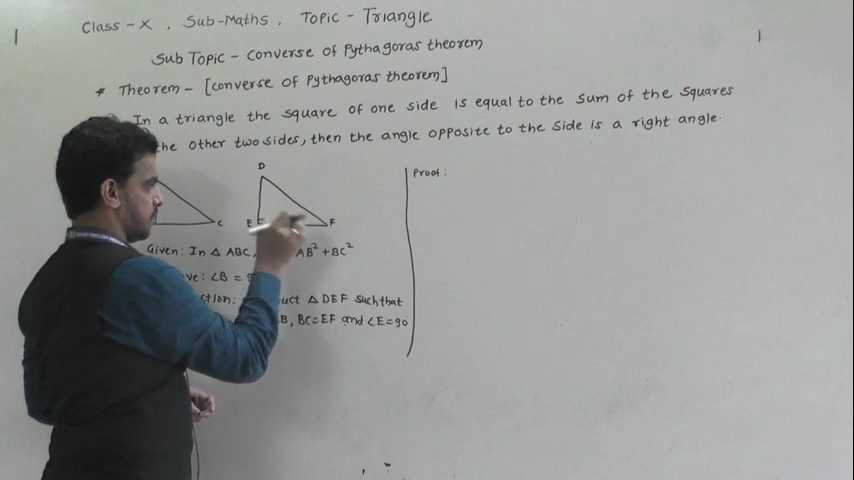 Class - X , Sub - Maths . Topic - Triangle
Sub Topic - Converse of Pythagoras theorem
* Theorem - [converse of Pythagoras theorem]
In a triangle the square of one side is equal to the sum of the squares
the other two sides, then the angle opposite to the side is a right angle.
D
Proof :
C E F
Given : In △ ABC, AB² + BC²
∠B =
△ DEF such that
B, BC = EF and ∠E = 90